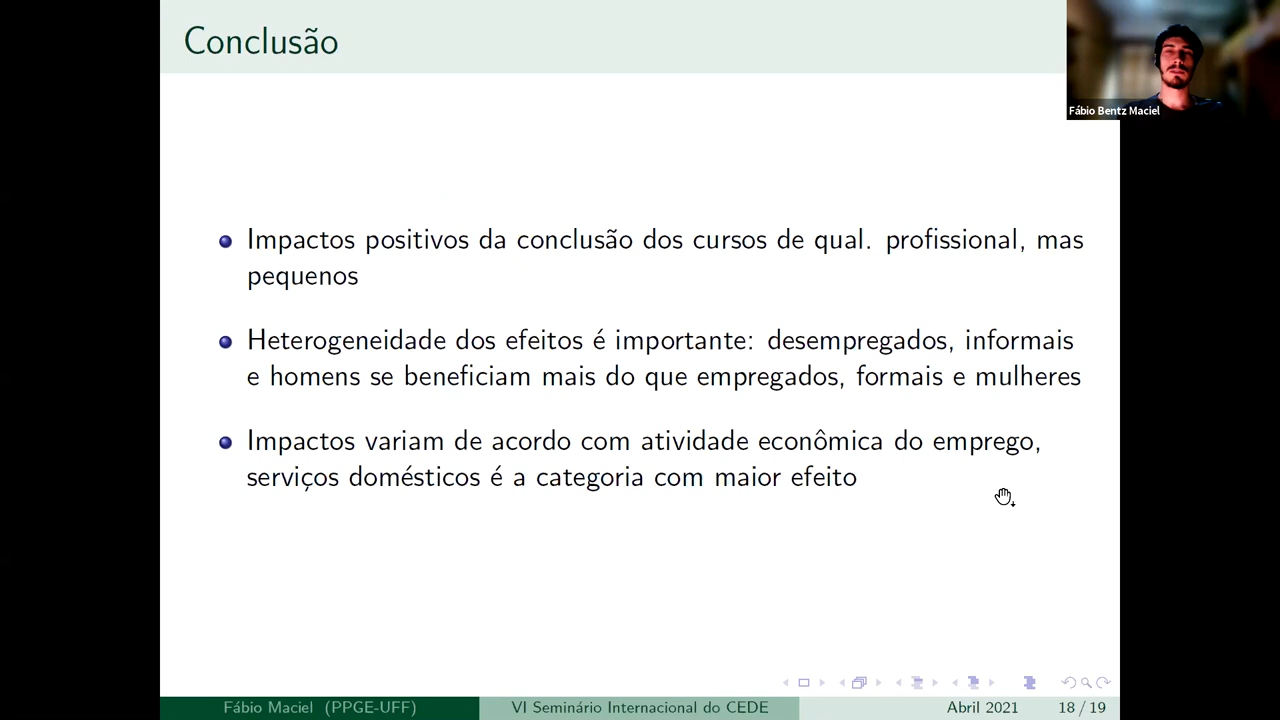 Conclusão
Fábio Bentz Maciel
Impactos positivos da conclusão dos cursos de qual. profissional, mas
pequenos
Heterogeneidade dos efeitos é importante: desempregados, informais
e homens se beneficiam mais do que empregados, formais e mulheres
Impactos variam de acordo com atividade econômica do emprego,
serviços domésticos é a categoria com maior efeito
Fábio Maciel (PPGE-UFF) VI Seminário Internacional do CEDE Abril 2021 18 / 19